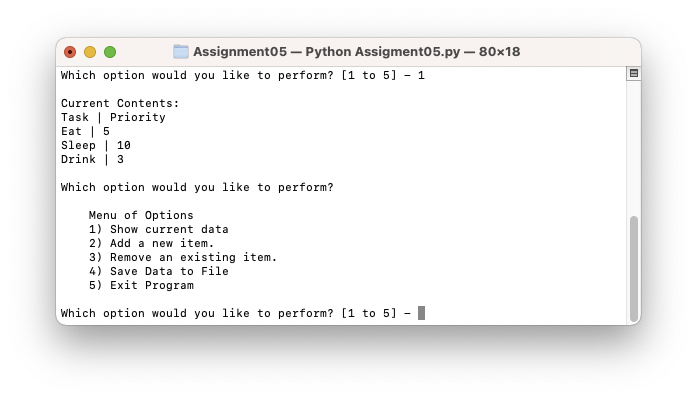 Assignment05 — Python Assigment05.py — 80×18
Which option would you like to perform? [1 to 5] - 1
Current Contents:
Task | Priority
Eat | 5
Sleep | 10
Drink | 3
Which option would you like to perform?
Menu of Options
1) Show current data
2) Add a new item.
3) Remove an existing item.
4) Save Data to File
5) Exit Program
Which option would you like to perform? [1 to 5] -